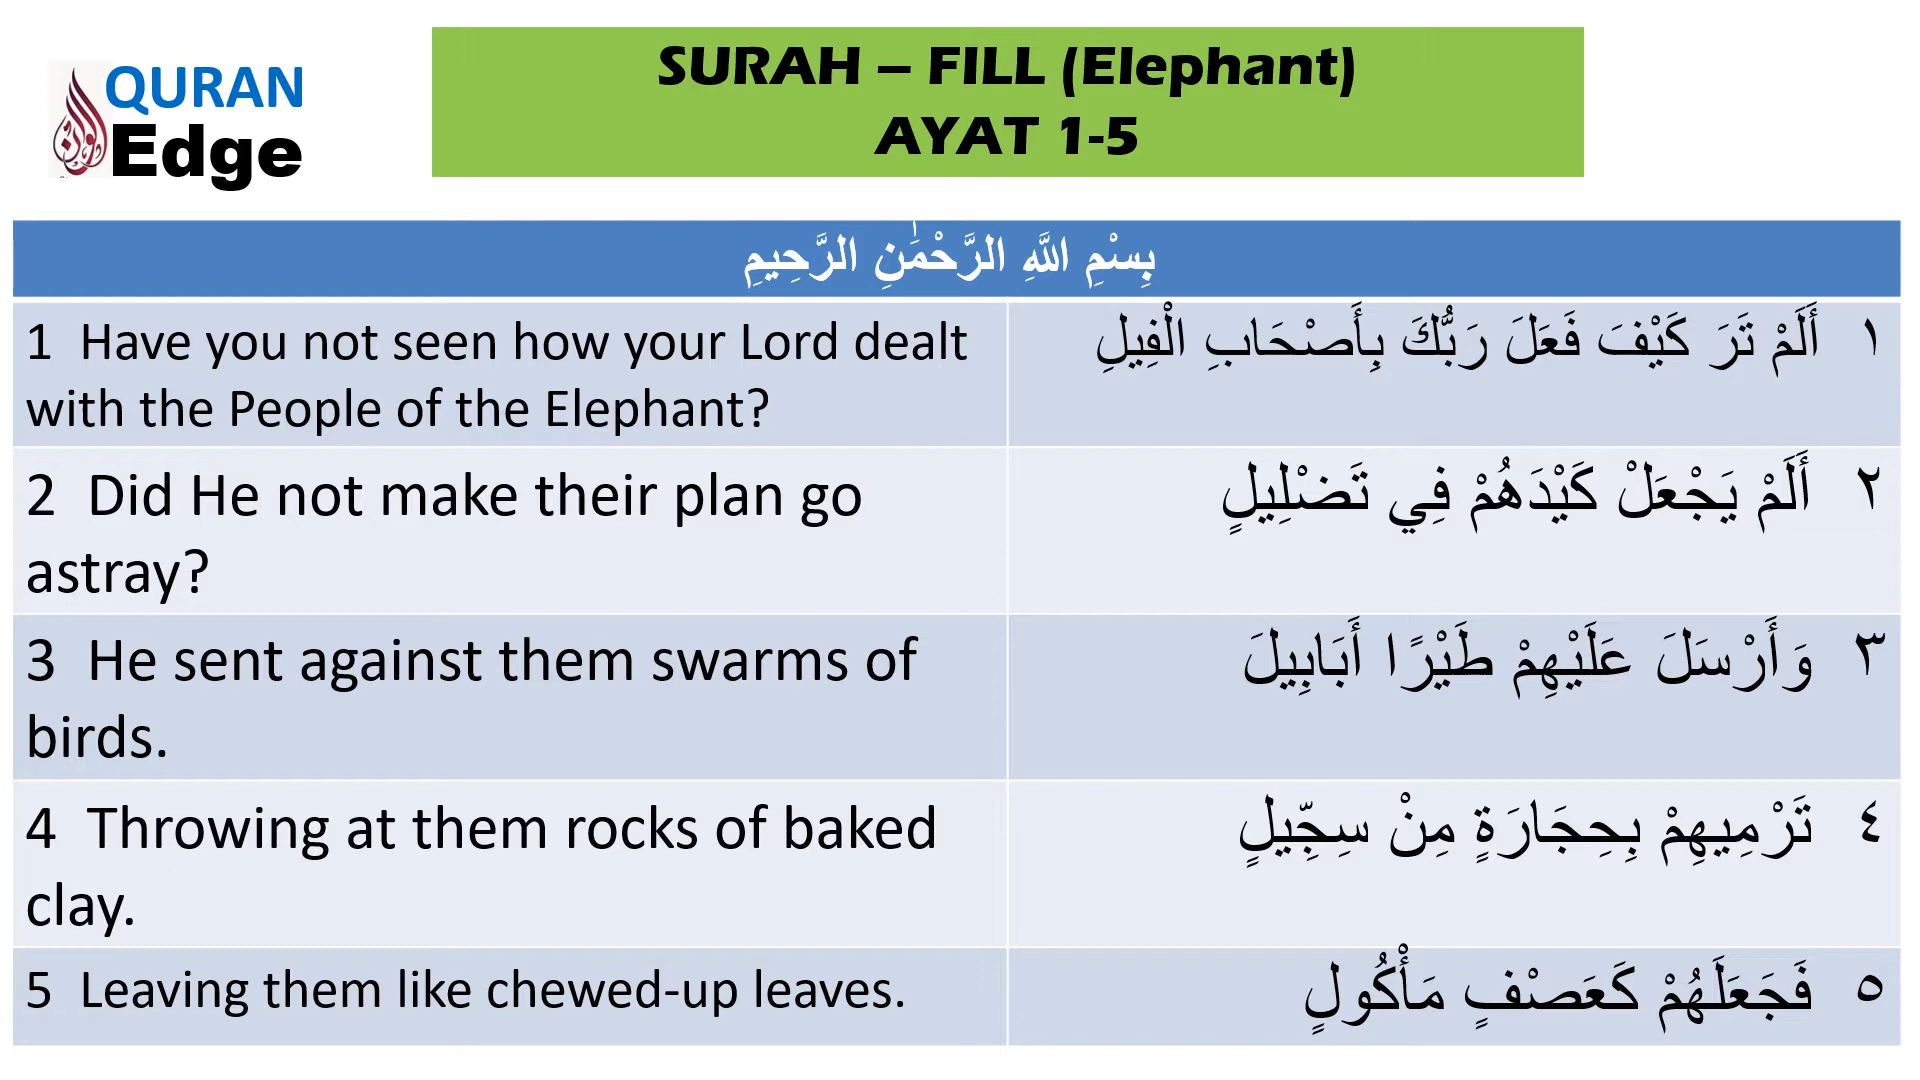 QURAN
Edge
SURAH – FILL (Elephant)
AYAT 1-5
بِسْمِ اللَّهِ الرَّحْمَٰنِ الرَّحِيمِ
1 Have you not seen how your Lord dealt
with the People of the Elephant?
١ أَلَمْ تَرَ كَيْفَ فَعَلَ رَبُّكَ بِأَصْحَابِ الْفِيلِ
2 Did He not make their plan go
astray?
٢ أَلَمْ يَجْعَلْ كَيْدَهُمْ فِي تَضْلِيلٍ
3 He sent against them swarms of
birds.
٣ وَأَرْسَلَ عَلَيْهِمْ طَيْرًا أَبَابِيلَ
4 Throwing at them rocks of baked
clay.
٤ تَرْمِيهِمْ بِحِجَارَةٍ مِنْ سِجِّيلٍ
5 Leaving them like chewed-up leaves.
٥ فَجَعَلَهُمْ كَعَصْفٍ مَأْكُولٍ